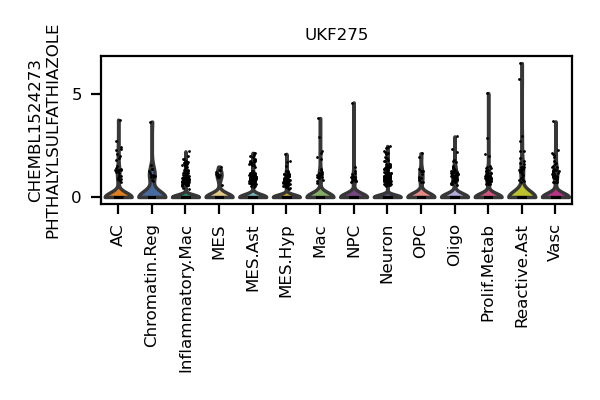 UKF275
CHEMBL1524273
PHTHALYLSULFATHIAZOLE
5
0
AC
Chromatin.Reg
Inflammatory.Mac
MES
MES.Ast
MES.Hyp
Mac
NPC
Neuron
OPC
Oligo
Prolif.Metab
Reactive.Ast
Vasc